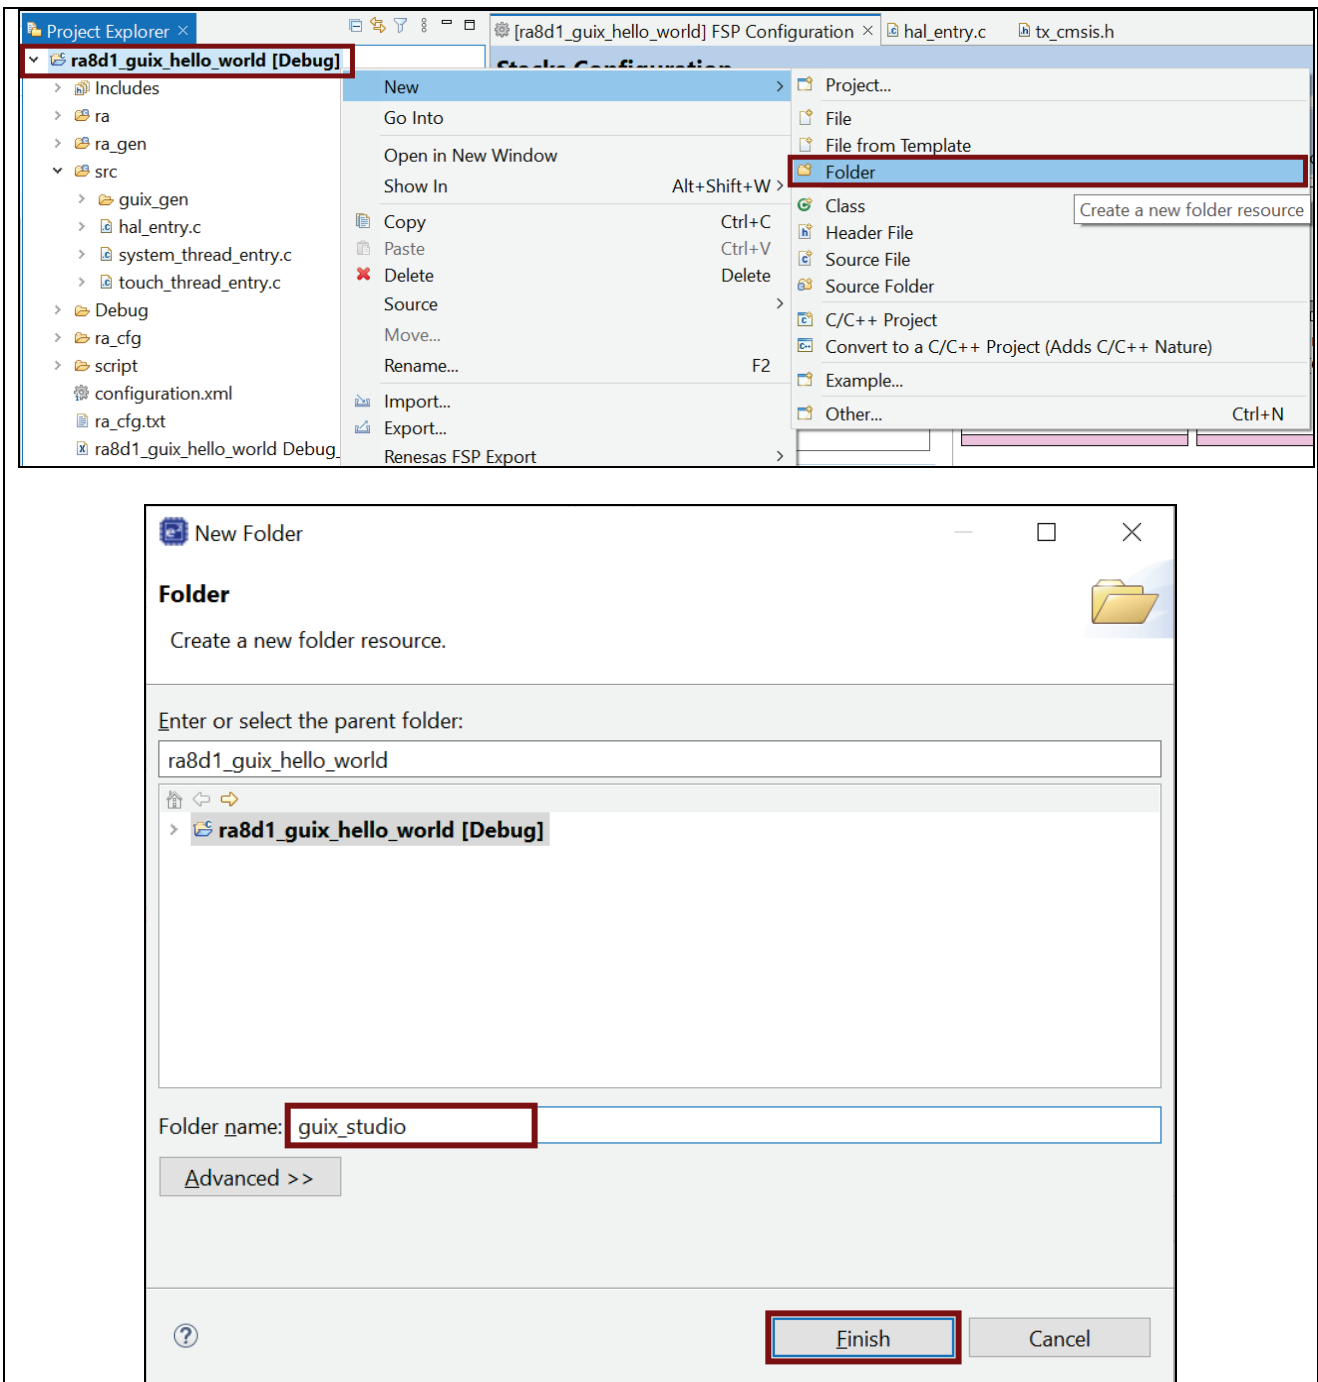 Project Explorer
[ra8d1_guix_hello_world] FSP Configuration
hal_entry.c
tx_cmsis.h
ra8d1_guix_hello_world [Debug]
Stacks Configuration
Includes
ra
ra_gen
src
guix_gen
hal_entry.c
system_thread_entry.c
touch_thread_entry.c
Debug
ra_cfg
script
configuration.xml
ra_cfg.txt
ra8d1_guix_hello_world Debug_
New
Go Into
Open in New Window
Show In Alt+Shift+W >
Copy Ctrl+C
Paste Ctrl+V
Delete Delete
Source
Move...
Rename... F2
Import...
Export...
Renesas FSP Export
Project...
File
File from Template
Folder
Class
Create a new folder resource
Header File
Source File
Source Folder
C/C++ Project
Convert to a C/C++ Project (Adds C/C++ Nature)
Example...
Other... Ctrl+N
New Folder
Folder
Create a new folder resource.
Enter or select the parent folder:
ra8d1_guix_hello_world
ra8d1_guix_hello_world [Debug]
Folder name: guix_studio
Advanced >>
Finish
Cancel